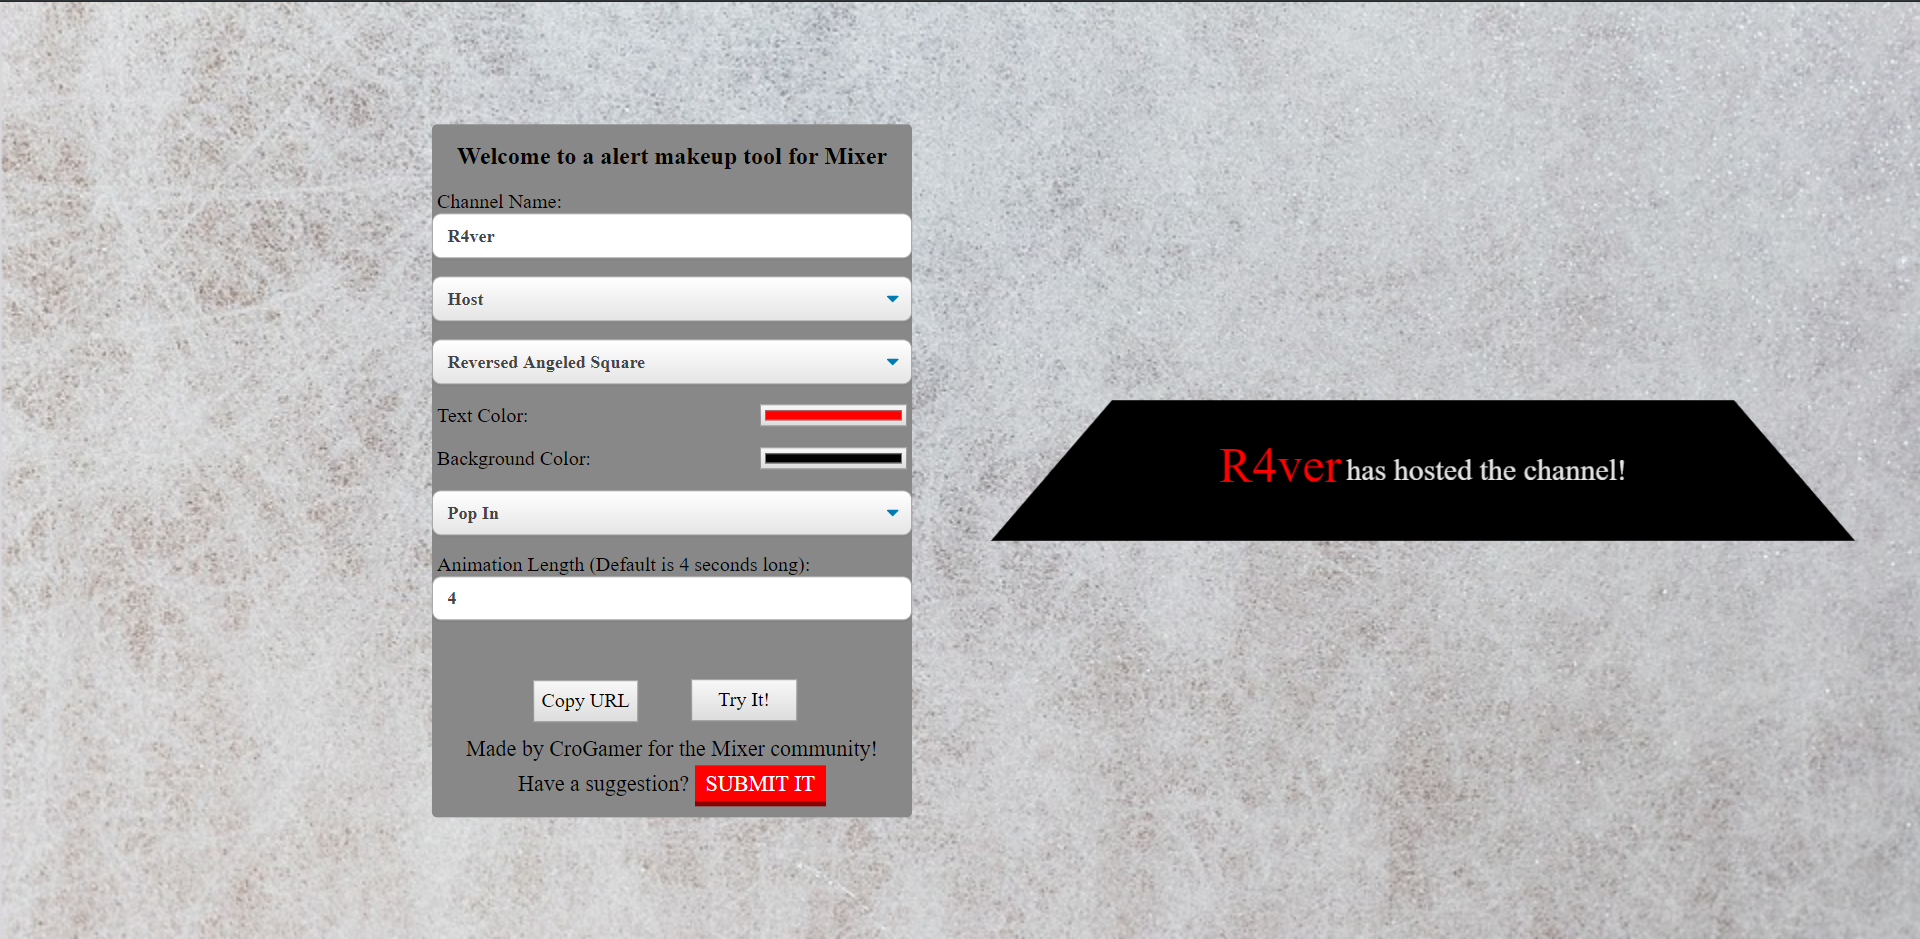 Welcome to a alert makeup tool for Mixer
Channel Name:
R4ver
Host
Reversed Angeled Square
Text Color:
Background Color:
Pop In
Animation Length (Default is 4 seconds long):
4
Copy URL
Try It!
Made by CroGamer for the Mixer community!
Have a suggestion? SUBMIT IT
R4ver has hosted the channel!